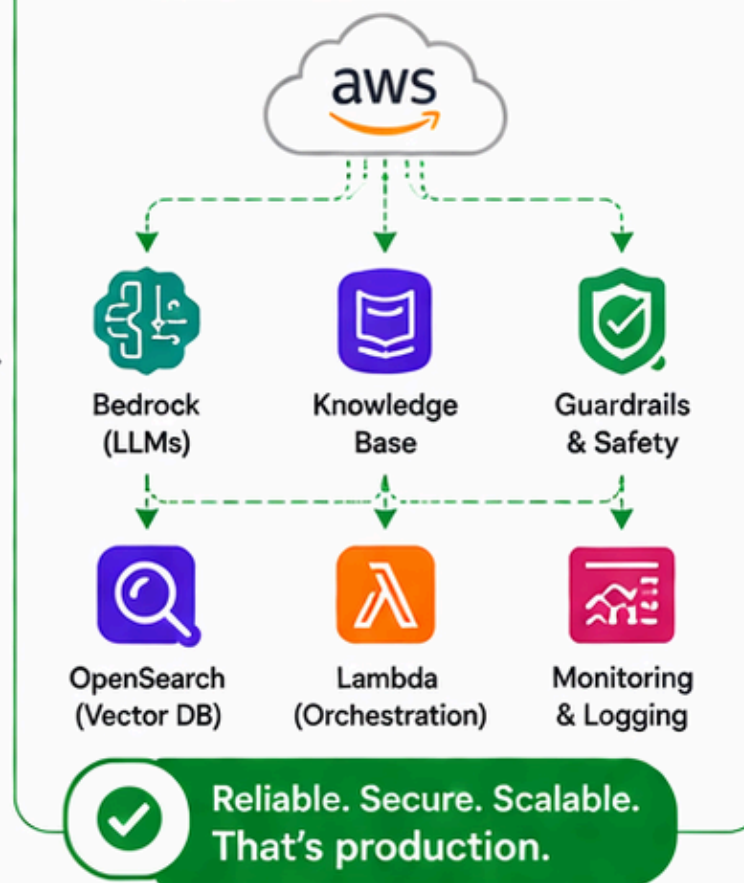 aws
Bedrock
(LLMs)
Knowledge
Base
Guardrails
& Safety
OpenSearch
(Vector DB)
Lambda
(Orchestration)
Monitoring
& Logging
Reliable. Secure. Scalable.
That's production.